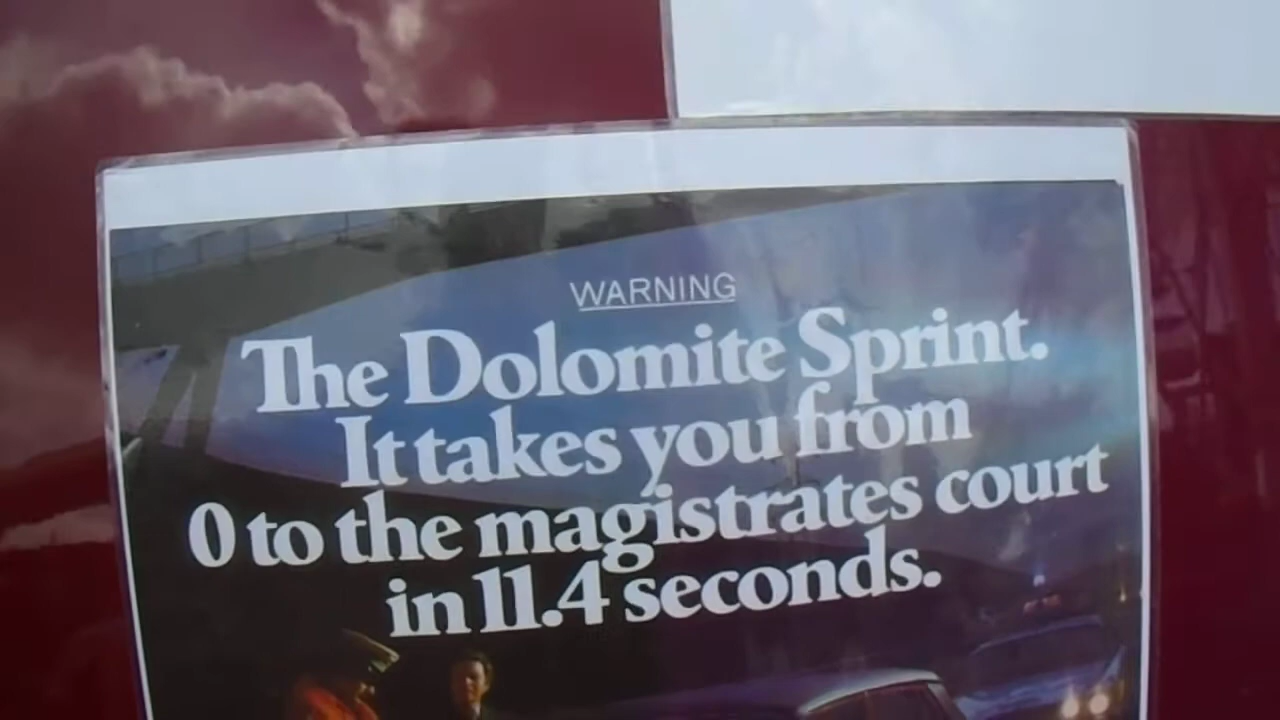 WARNING
The Dolomite Sprint.
It takes you from
0 to the magistrates court
in 11.4 seconds.